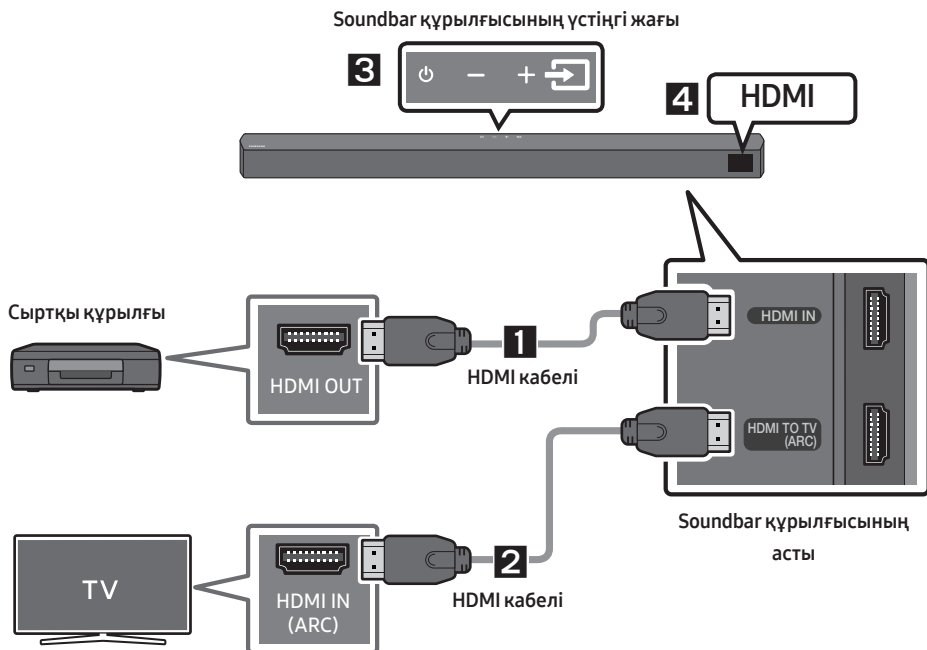 Soundbar құрылғысының үстіңгі жағы
3
4
HDMI
Сыртқы құрылғы
HDMI OUT
1
HDMI кабелі
HDMI IN
HDMI TO TV
(ARC)
Soundbar құрылғысының
асты
TV
HDMI IN
(ARC)
2
HDMI кабелі